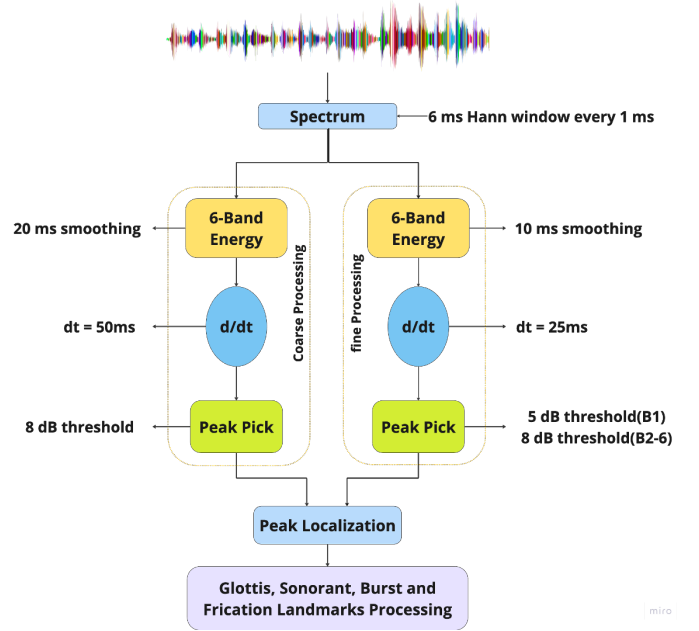 Spectrum
6 ms Hann window every 1 ms
6-Band
Energy
6-Band
Energy
20 ms smoothing
10 ms smoothing
Coarse Processing
fine Processing
dt = 50ms
d/dt
d/dt
dt = 25ms
8 dB threshold
Peak Pick
Peak Pick
5 dB threshold(B1)
8 dB threshold(B2-6)
Peak Localization
Glottis, Sonorant, Burst and
Frication Landmarks Processing
miro